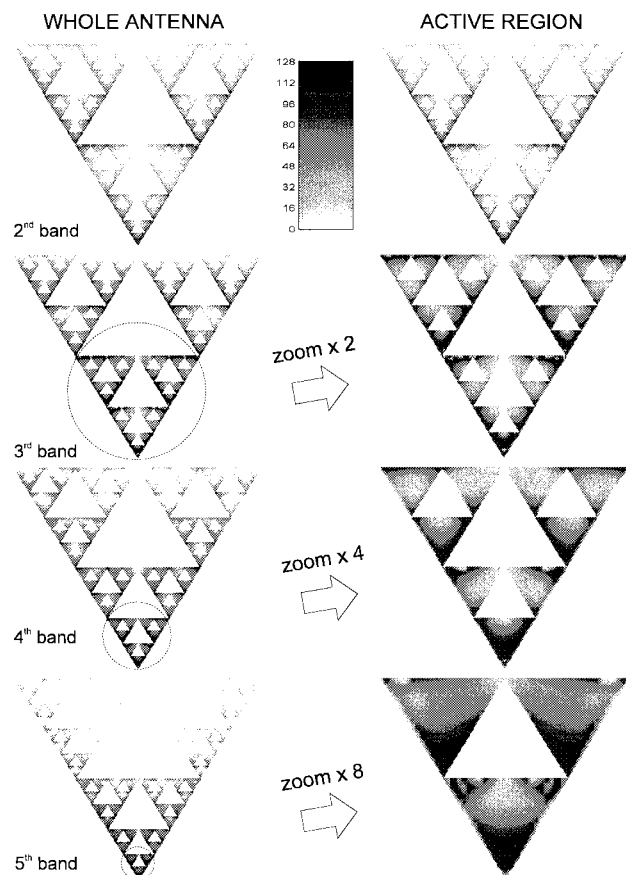 WHOLE ANTENNA
ACTIVE REGION
128
112
96
80
64
48
32
16
0
2nd band
zoom x 2
3rd band
zoom x 4
4th band
zoom x 8
5th band